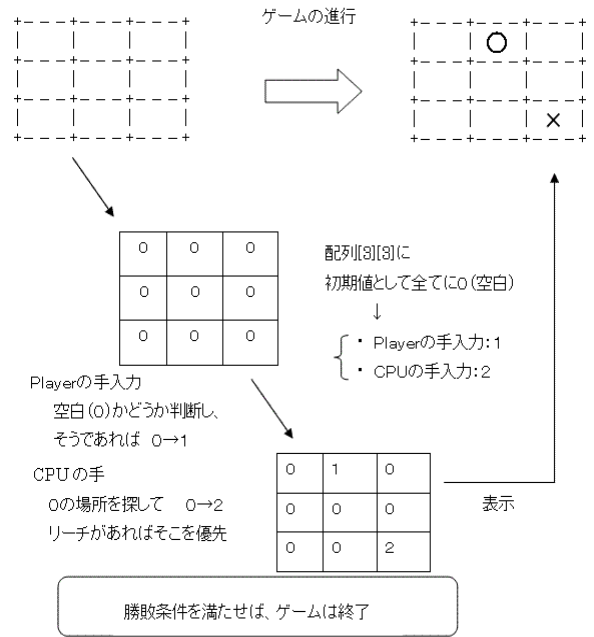 ゲームの進行
○
×
0 0 0
0 0 0
0 0 0
配列[3][3]に
初期値として全てに0(空白)
↓
・ Playerの手入力:1
・ CPUの手入力:2
Playerの手入力
空白(0)かどうか判断し、
そうであれば 0→1
CPUの手
0の場所を探して 0→2
リーチがあればそこを優先
0 1 0
0 0 0
0 0 2
表示
勝敗条件を満たせば、ゲームは終了